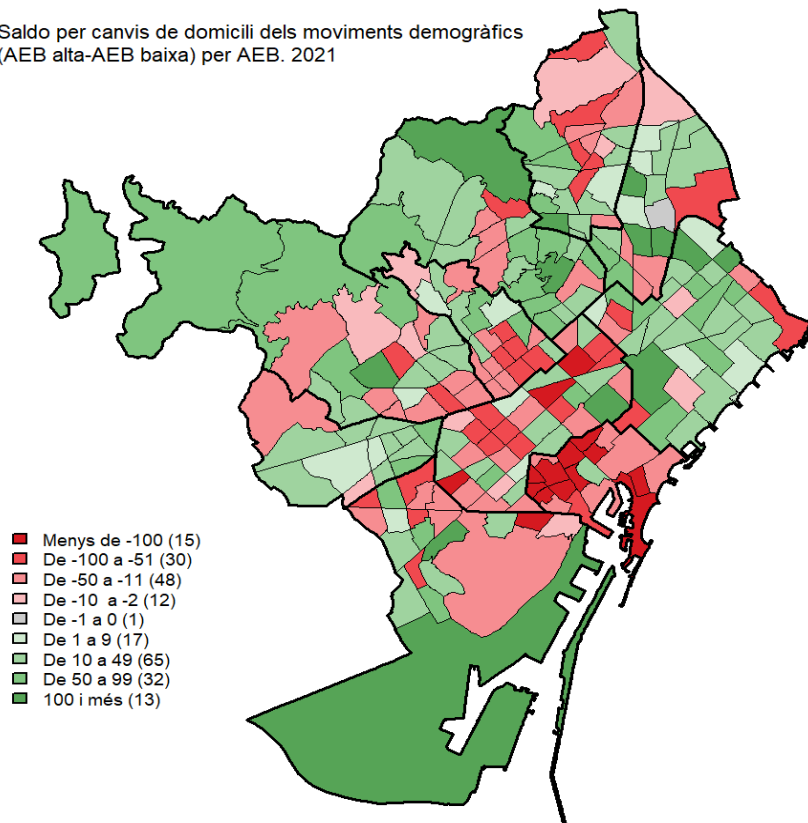 Saldo per canvis de domicili dels moviments demogràfics
(AEB alta-AEB baixa) per AEB. 2021
Menys de -100 (15)
De -100 a -51 (30)
De -50 a -11 (48)
De -10 a -2 (12)
De -1 a 0 (1)
De 1 a 9 (17)
De 10 a 49 (65)
De 50 a 99 (32)
100 i més (13)